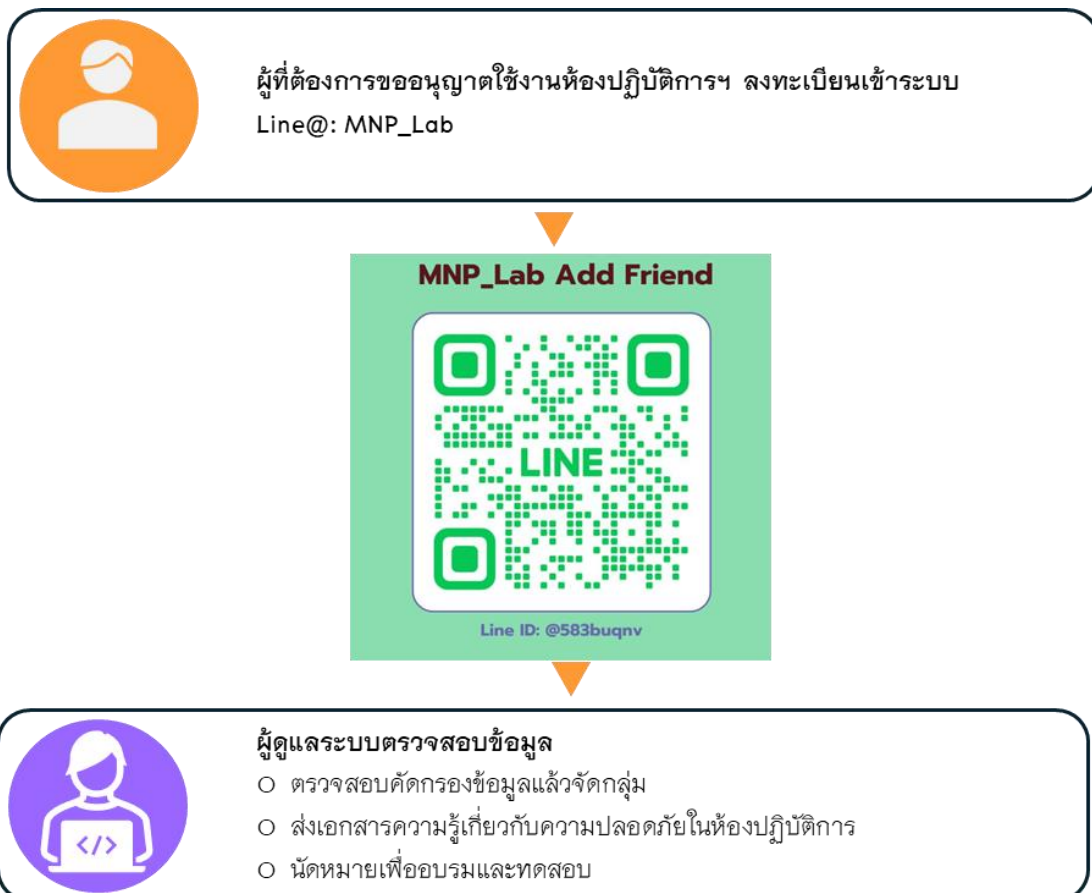 ผู้ที่ต้องการขออนุญาตใช้งานห้องปฏิบัติการฯ ลงทะเบียนเข้าระบบ
Line@: MNP_Lab
MNP_Lab Add Friend
LINE
Line ID: @583buqnv
ผู้ดูแลระบบตรวจสอบข้อมูล
</>
O ตรวจสอบคัดกรองข้อมูลแล้วจัดกลุ่ม
O ส่งเอกสารความรู้เกี่ยวกับความปลอดภัยในห้องปฏิบัติการ
O นัดหมายเพื่ออบรมและทดสอบ